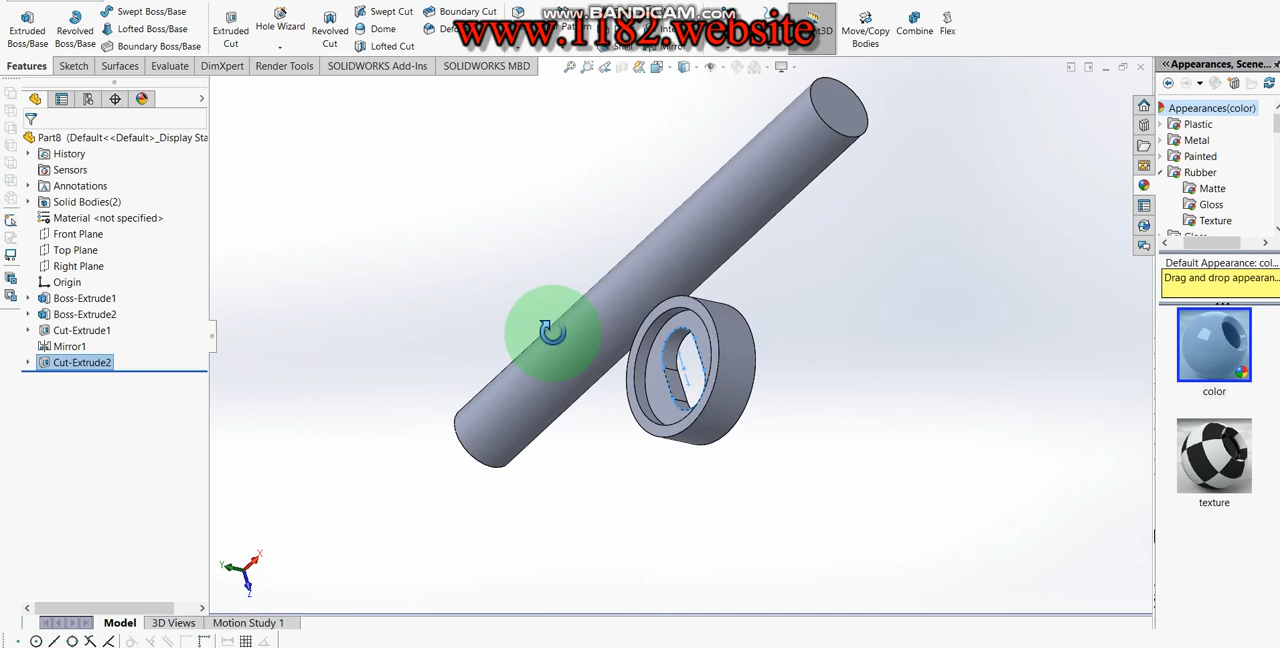 www.BANDICAM.COM
www.1182.website
Swept Boss/Base
Lofted Boss/Base
Boundary Boss/Base
Extruded Boss/Base
Revolved Boss/Base
Extruded Cut
Hole Wizard
Revolved Cut
Swept Cut
Dome
Lofted Cut
Boundary Cut
Move/Copy Bodies
Combine
Flex
Features
Sketch
Surfaces
Evaluate
DimXpert
Render Tools
SOLIDWORKS Add-Ins
SOLIDWORKS MBD
Part8 (Default<<Default>_Display Sta
History
Sensors
Annotations
Solid Bodies(2)
Material <not specified>
Front Plane
Top Plane
Right Plane
Origin
Boss-Extrude1
Boss-Extrude2
Cut-Extrude1
Mirror1
Cut-Extrude2
X
Y
Z
Model
3D Views
Motion Study 1
Appearances, Scene...
Appearances(color)
Plastic
Metal
Painted
Rubber
Matte
Gloss
Texture
Default Appearance: col...
Drag and drop appearan...
color
texture